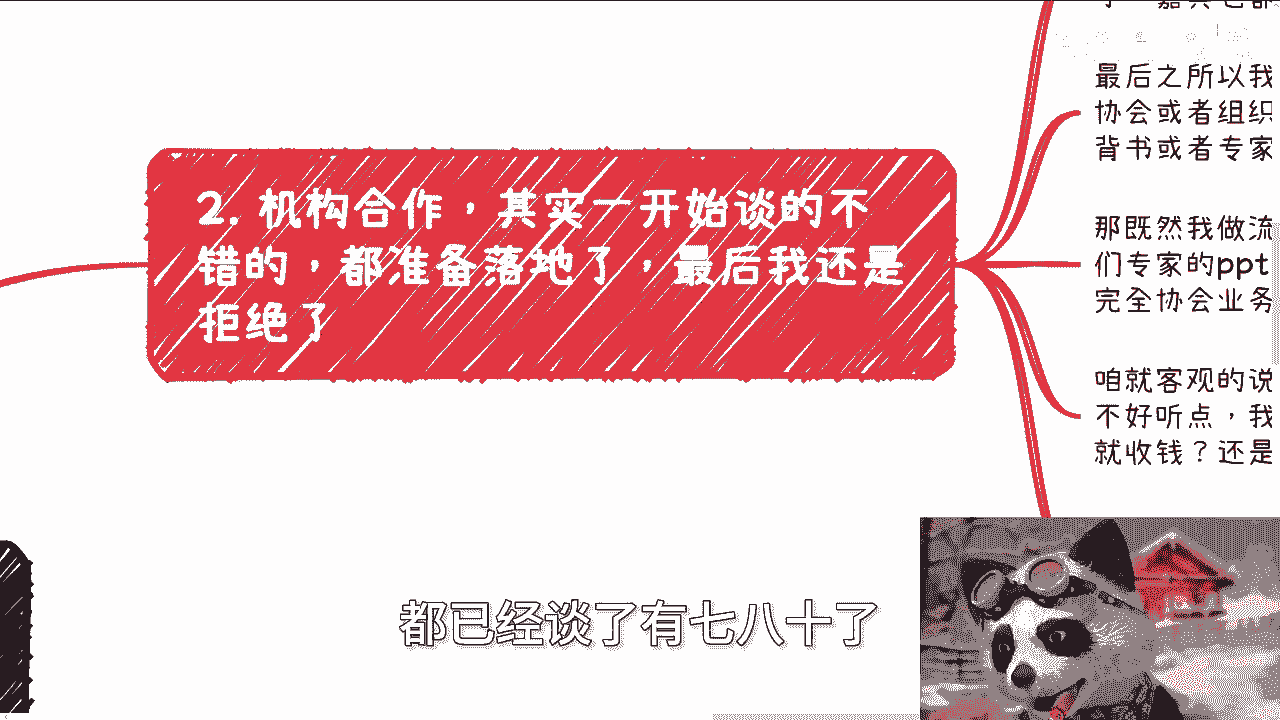 最后之所以我
协会或者组织
背书或者专家
2. 机构合作，其实一开始谈的不
错的，都准备落地了，最后我还是
拒绝了
那既然我做流
们专家的ppt
完全协会业务
咱就客观的说
不好听点，我
就收钱？还是
都已经谈了有七八十了